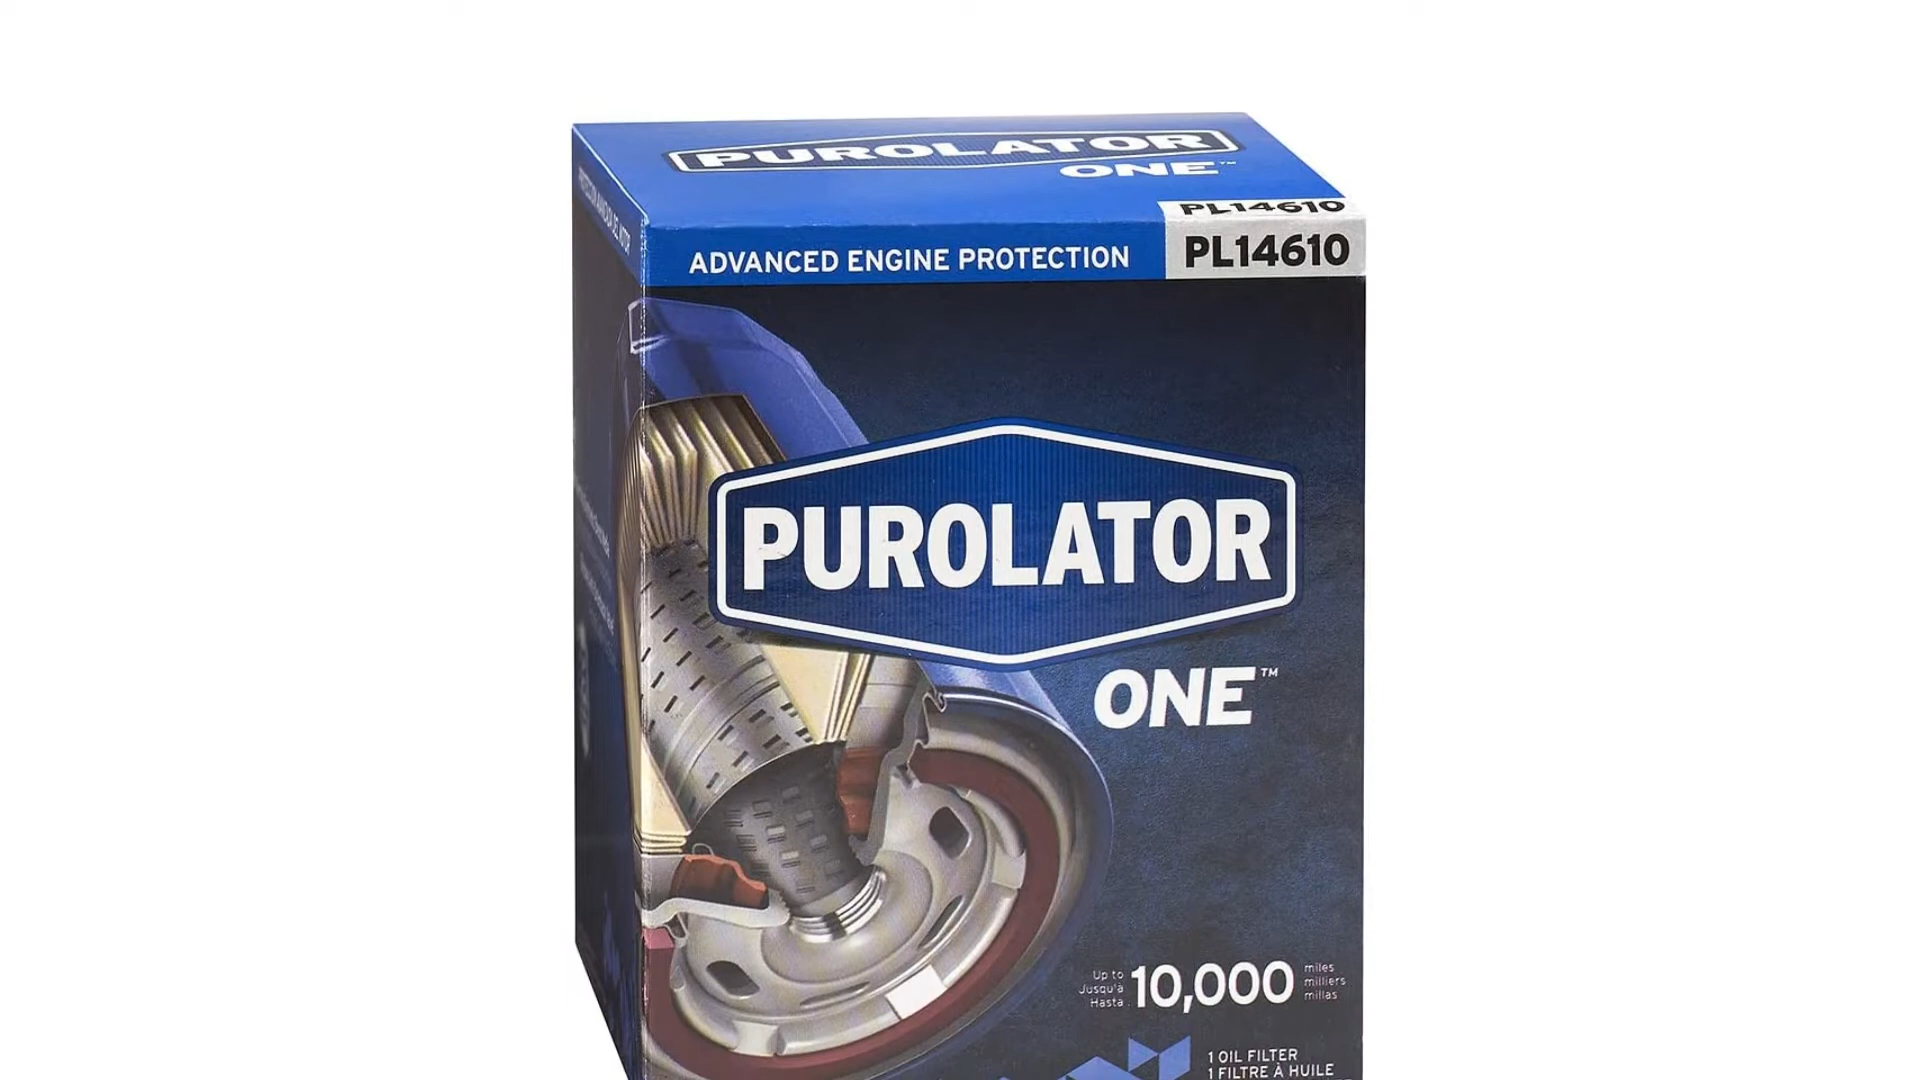 PUROLATOR
ONE™
PL14610
ADVANCED ENGINE PROTECTION
PL14610
PUROLATOR
ONE™
Up to
Jusqu'à
Hasta
10,000
miles
milliers
millas
1 OIL FILTER
1 FILTRE À HUILE